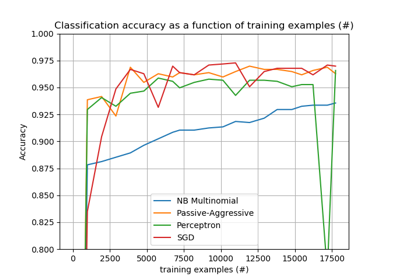 Classification accuracy as a function of training examples (#)
1.000
0.975
0.950
0.925
0.900
0.875
0.850
0.825
0.800
Accuracy
NB Multinomial
Passive-Aggressive
Perceptron
SGD
0 2500 5000 7500 10000 12500 15000 17500
training examples (#)